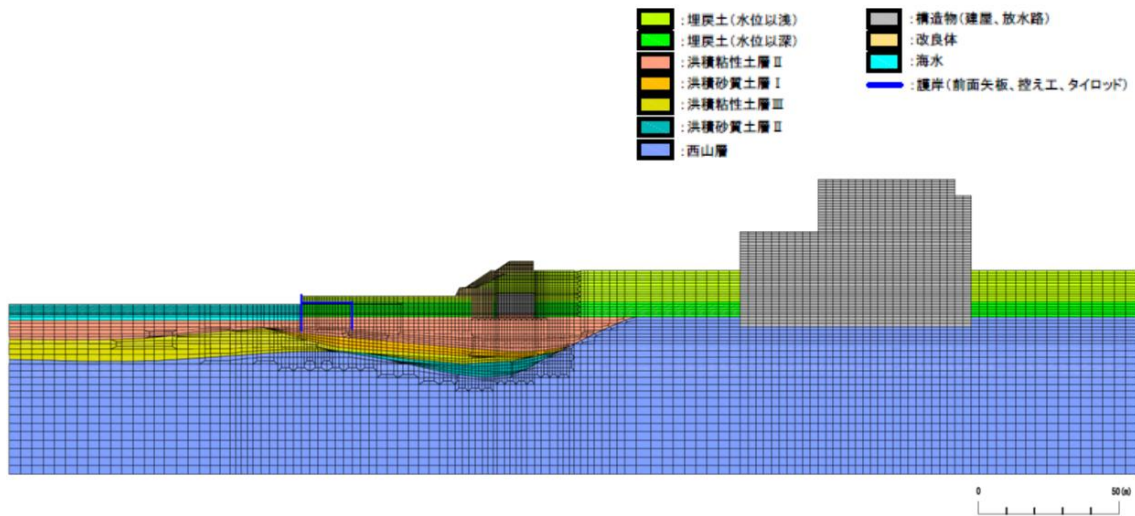 ：埋戻土（水位以浅）
：埋戻土（水位以深）
：洪積粘性土層Ⅱ
：洪積砂質土層Ⅰ
：洪積粘性土層Ⅲ
：洪積砂質土層Ⅱ
：西山層
：構造物（建屋、放水路）
：改良体
：海水
：護岸（前面矢板、控え工、タイロッド）
0 50(m)